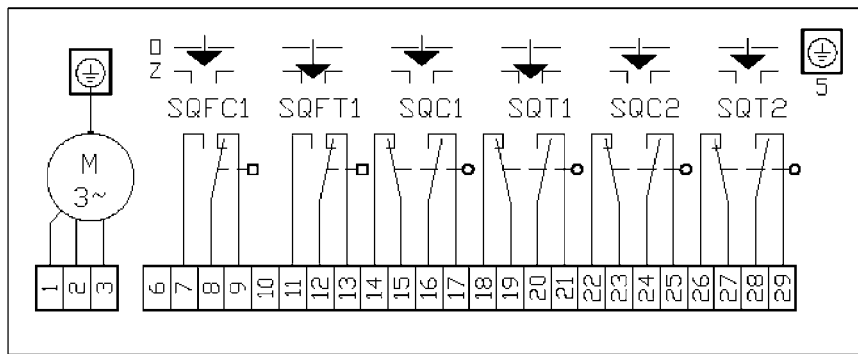 O
Z
5
SQFC1 SQFT1 SQC1 SQT1 SQC2 SQT2
M
3~
1 2 3 6 7 8 9 10 11 12 13 14 15 16 17 18 19 20 21 22 23 24 25 26 27 28 29